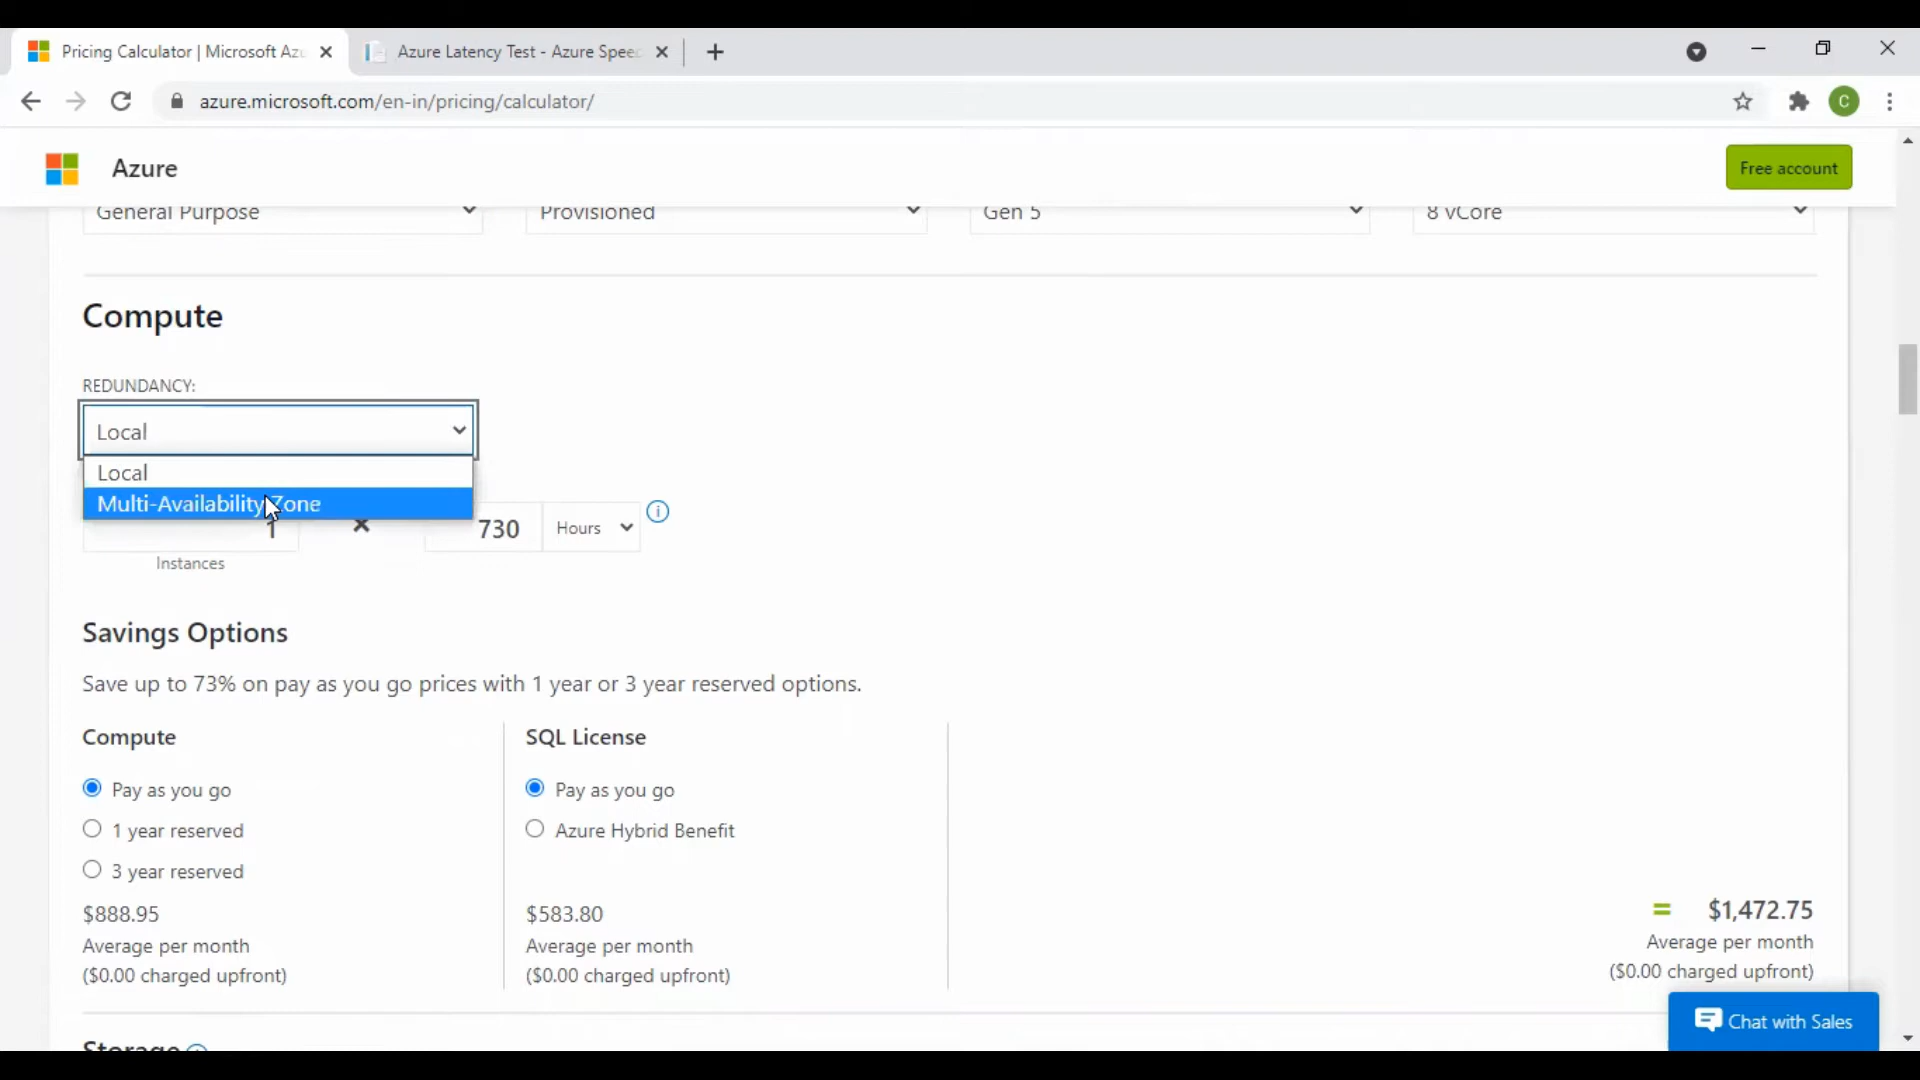 Pricing Calculator | Microsoft Azu
Azure Latency Test - Azure Speed
azure.microsoft.com/en-in/pricing/calculator/
C
Azure
Free account
General Purpose
Provisioned
Gen 5
8 vCore
Compute
REDUNDANCY:
Local
Local
Multi-Availability Zone
1
730
Hours
Instances
Savings Options
Save up to 73% on pay as you go prices with 1 year or 3 year reserved options.
Compute
SQL License
Pay as you go
Pay as you go
1 year reserved
Azure Hybrid Benefit
3 year reserved
$888.95
$583.80
= $1,472.75
Average per month
Average per month
Average per month
($0.00 charged upfront)
($0.00 charged upfront)
($0.00 charged upfront)
Chat with Sales
Storage